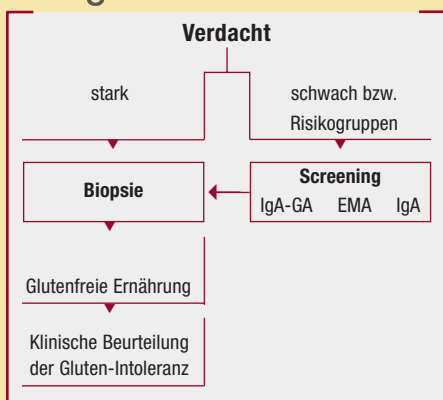 Verdacht
stark
schwach bzw.
Risikogruppen
Biopsie
Screening
IgA-GA EMA IgA
Glutenfreie Ernährung
Klinische Beurteilung
der Gluten-Intoleranz